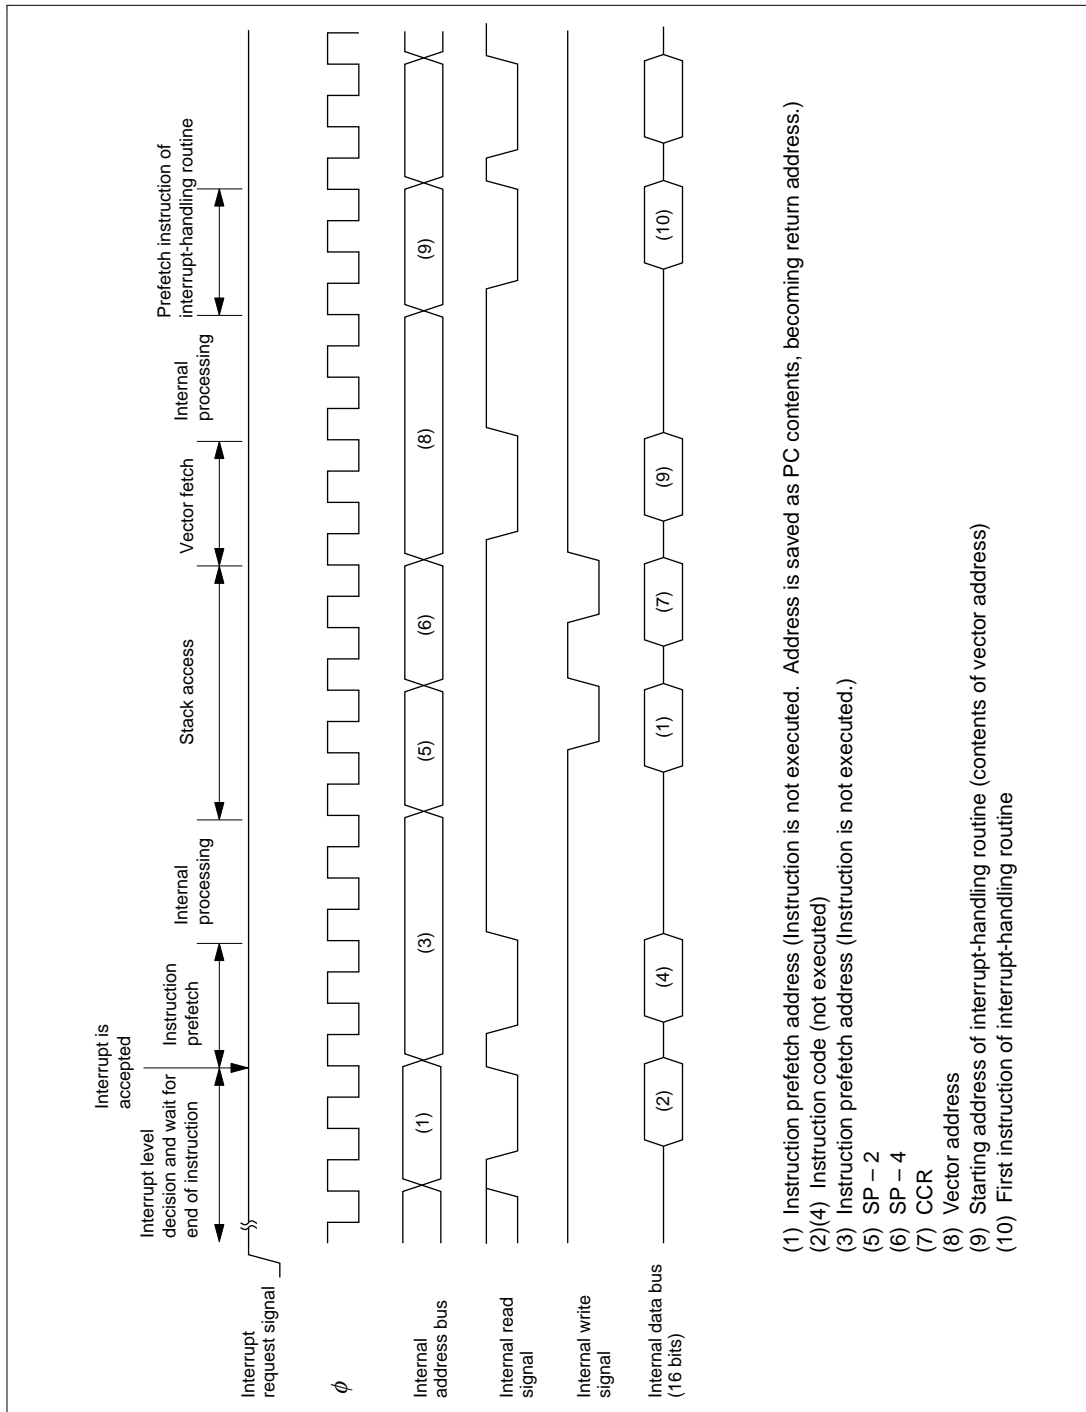 Interrupt is
accepted
Interrupt level
decision and wait for
end of instruction
Instruction
prefetch
Internal
processing
Stack access
Vector fetch
Internal
processing
Prefetch instruction of
interrupt-handling routine
Interrupt
request signal
ϕ
Internal
address bus
(1)
(3)
(5)
(6)
(8)
(9)
Internal read
signal
Internal write
signal
Internal data bus
(16 bits)
(2)
(4)
(1)
(7)
(9)
(10)
(1) Instruction prefetch address (Instruction is not executed. Address is saved as PC contents, becoming return address.)
(2)(4) Instruction code (not executed)
(3) Instruction prefetch address (Instruction is not executed.)
(5) SP – 2
(6) SP – 4
(7) CCR
(8) Vector address
(9) Starting address of interrupt-handling routine (contents of vector address)
(10) First instruction of interrupt-handling routine